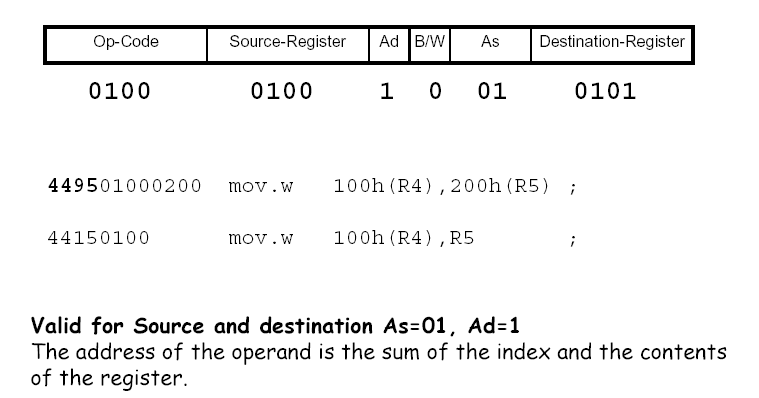 Op-Code Source-Register Ad B/W As Destination-Register
0100 0100 1 0 01 0101
449501000200 mov.w 100h(R4),200h(R5) ;
44150100 mov.w 100h(R4),R5 ;
Valid for Source and destination As=01, Ad=1
The address of the operand is the sum of the index and the contents
of the register.